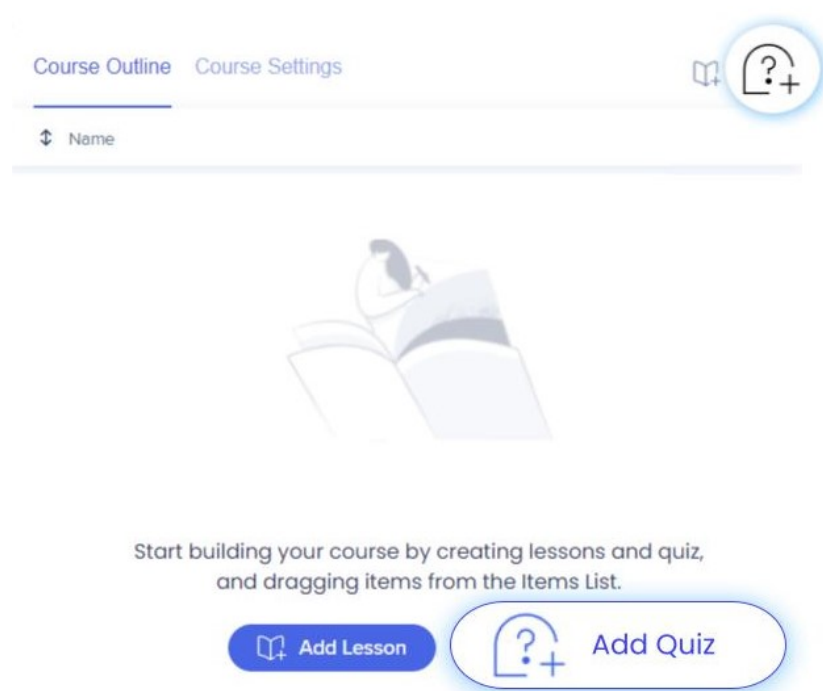 Course Outline Course Settings
Name
Start building your course by creating lessons and quiz,
and dragging items from the Items List.
Add Lesson Add Quiz